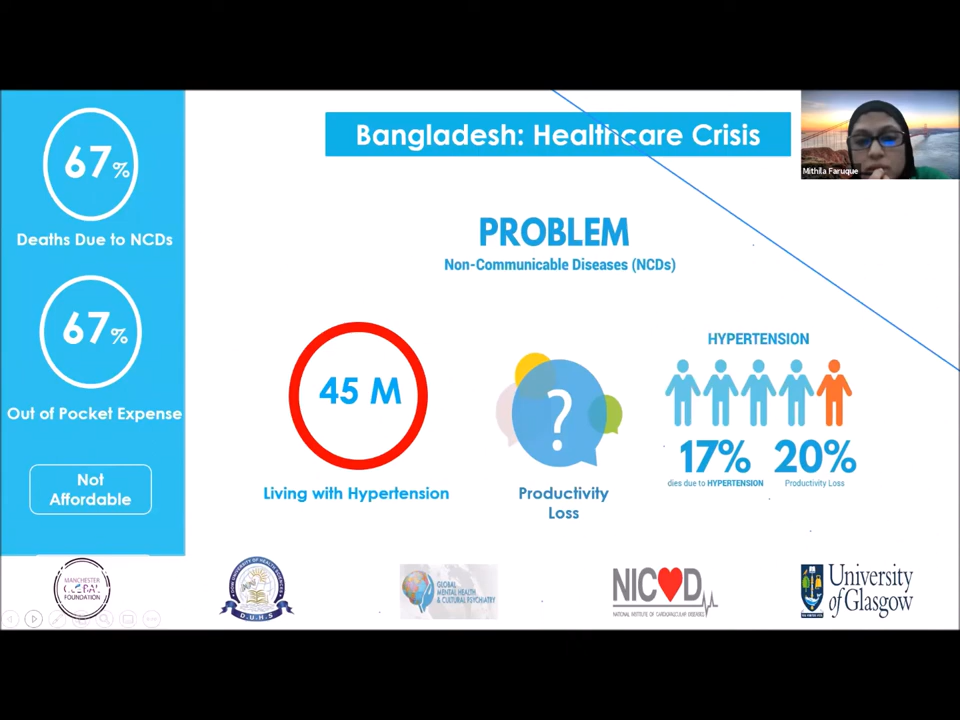 Bangladesh: Healthcare Crisis
Mithila Faruque
67%
Deaths Due to NCDs
67%
Out of Pocket Expense
Not
Affordable
PROBLEM
Non-Communicable Diseases (NCDs)
45 M
Living with Hypertension
?
Productivity
Loss
HYPERTENSION
17% 20%
dies due to HYPERTENSION Productivity Loss
MANCHESTER
GLOBAL
FOUNDATION
D.U.H.S
GLOBAL
MENTAL HEALTH
& CULTURAL PSYCHIATRY
NICVD
NATIONAL INSTITUTE OF CARDIOVASCULAR DISEASES
University
of Glasgow